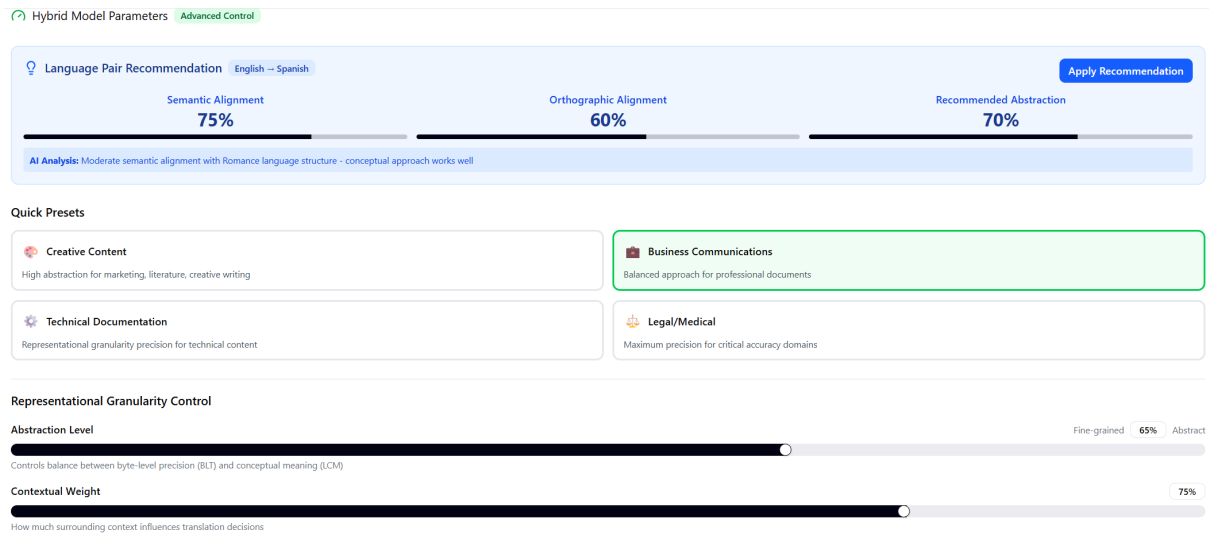 Hybrid Model Parameters Advanced Control
Language Pair Recommendation English → Spanish
Apply Recommendation
Semantic Alignment
75%
Orthographic Alignment
60%
Recommended Abstraction
70%
AI Analysis: Moderate semantic alignment with Romance language structure - conceptual approach works well
Quick Presets
Creative Content
High abstraction for marketing, literature, creative writing
Business Communications
Balanced approach for professional documents
Technical Documentation
Representational granularity precision for technical content
Legal/Medical
Maximum precision for critical accuracy domains
Representational Granularity Control
Abstraction Level
Fine-grained 65% Abstract
Controls balance between byte-level precision (BLT) and conceptual meaning (LCM)
Contextual Weight
75%
How much surrounding context influences translation decisions